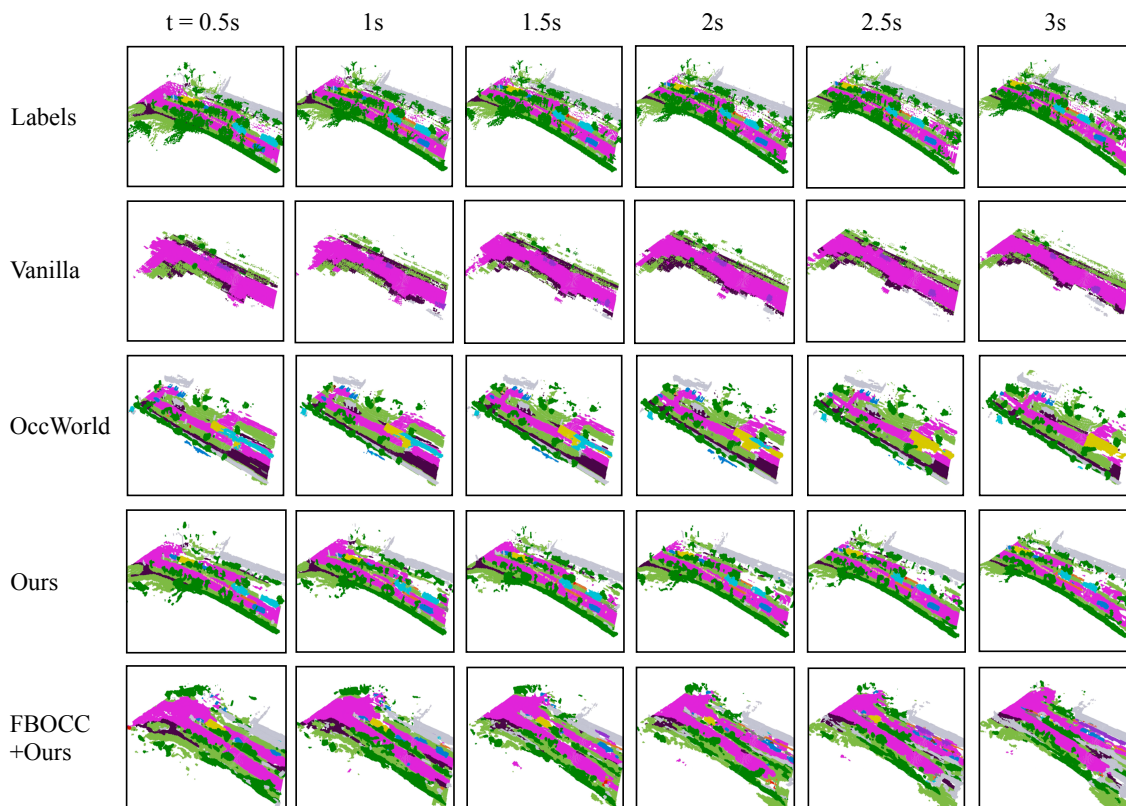 t = 0.5s 1s 1.5s 2s 2.5s 3s
Labels
Vanilla
OccWorld
Ours
FBOCC
+Ours